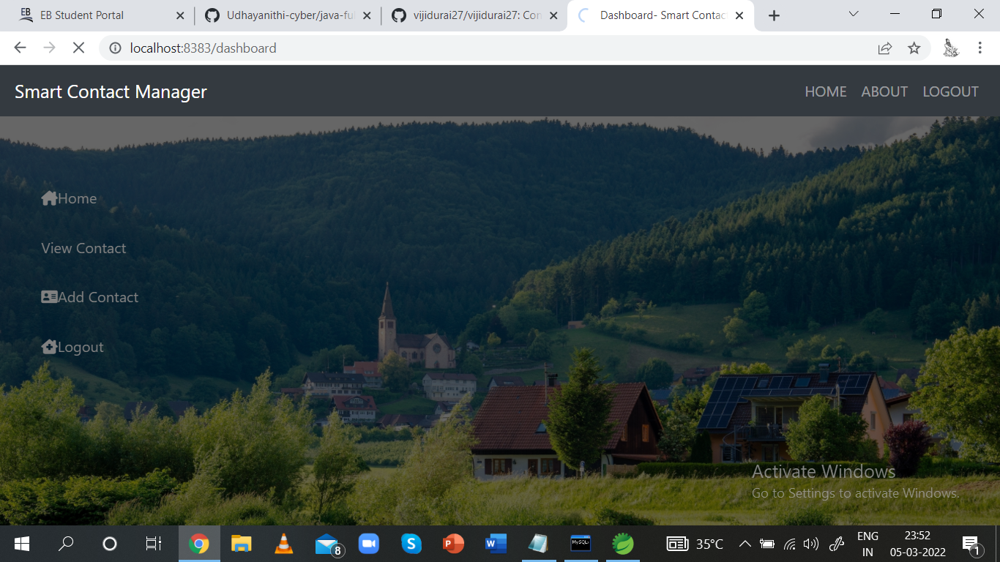 EB Student Portal
Udhayanithi-cyber/java-fu
vijidurai27/vijidurai27: Con
Dashboard- Smart Contac
localhost:8383/dashboard
Smart Contact Manager
HOME
ABOUT
LOGOUT
Home
View Contact
Add Contact
Logout
Activate Windows
Go to Settings to activate Windows.
8
35°C
ENG
IN
23:52
05-03-2022
1